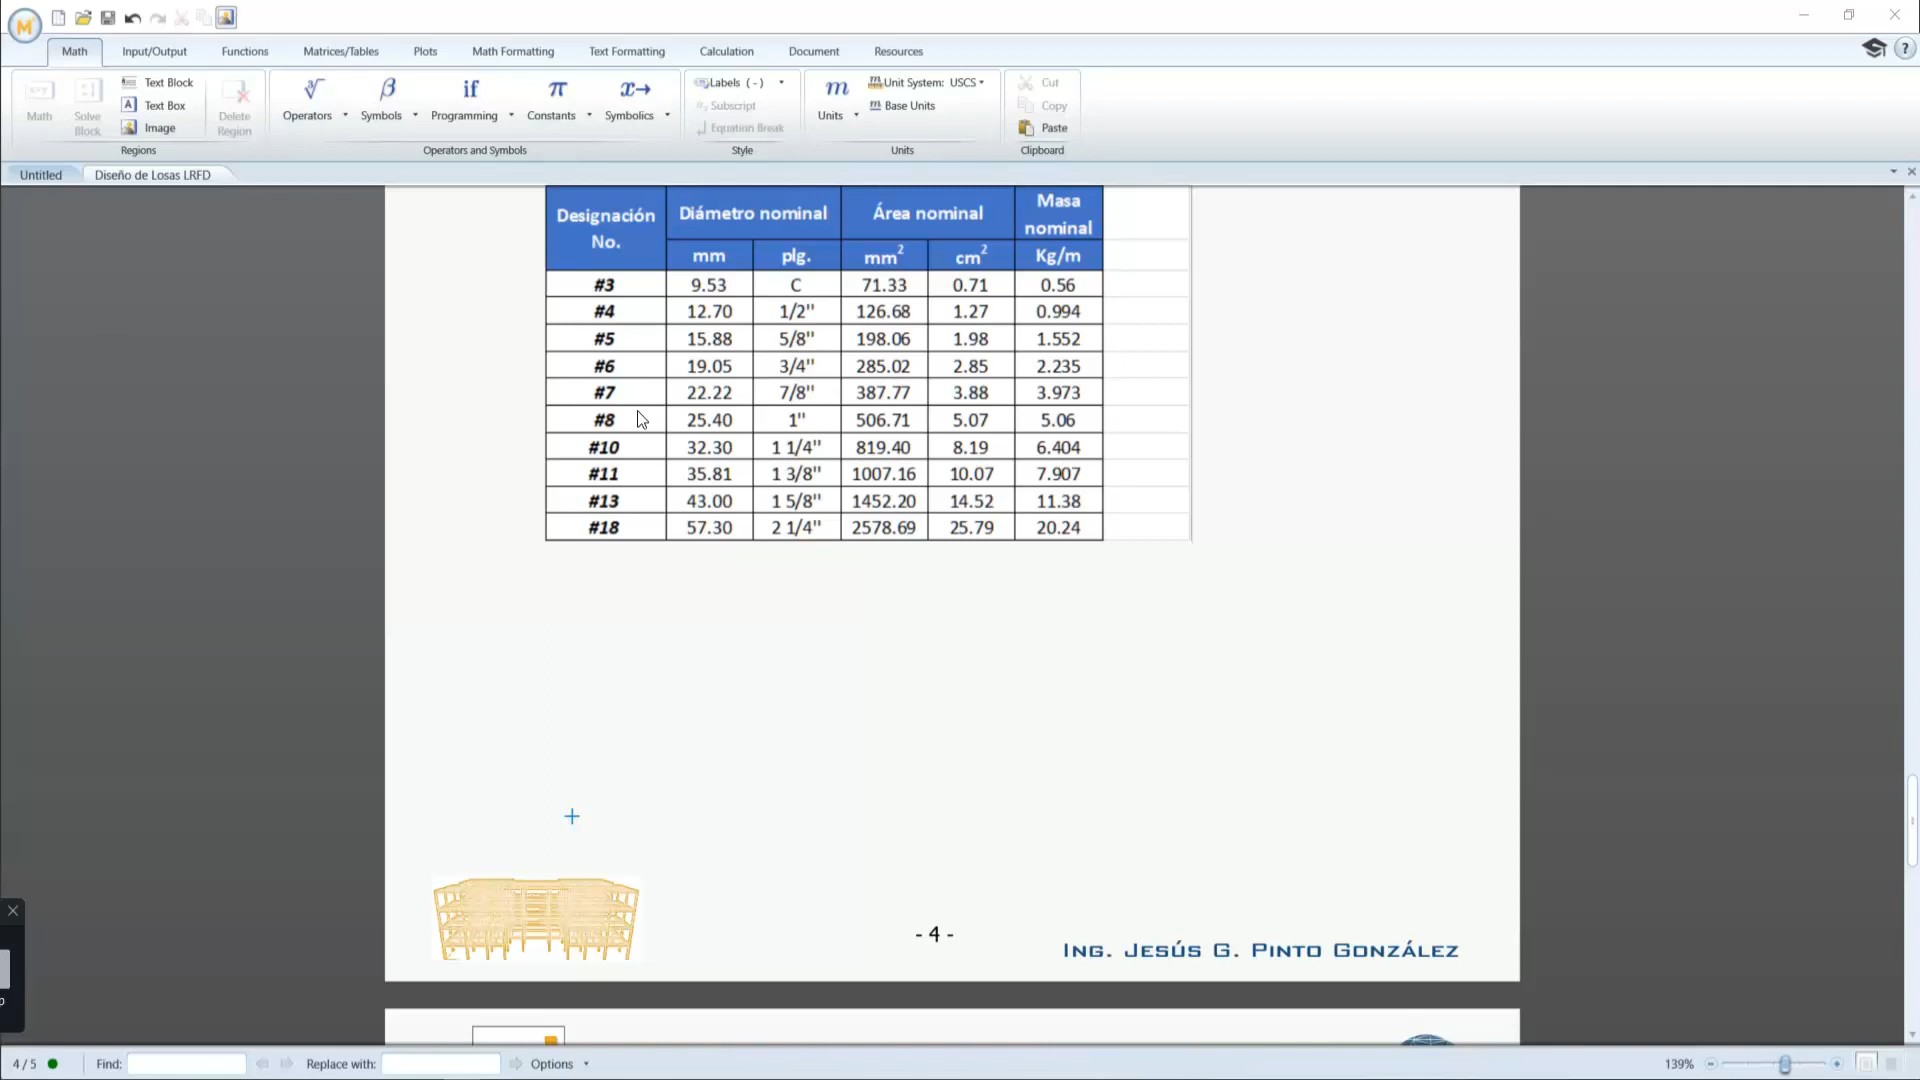 M
Math Input/Output Functions Matrices/Tables Plots Math Formatting Text Formatting Calculation Document Resources ?
Math Solve Block Text Block Text Box Image Delete Region
Operators Symbols if Programming π Constants x→ Symbolics β
Labels ( - ) Subscript Equation Break
m Units Unit System: USCS Base Units
Cut Copy Paste
Regions Operators and Symbols Style Units Clipboard
Untitled Diseño de Losas LRFD
Designación No. Diámetro nominal Área nominal Masa nominal
mm plg. mm2 cm2 Kg/m
#3 9.53 C 71.33 0.71 0.56
#4 12.70 1/2" 126.68 1.27 0.994
#5 15.88 5/8" 198.06 1.98 1.552
#6 19.05 3/4" 285.02 2.85 2.235
#7 22.22 7/8" 387.77 3.88 3.973
#8 25.40 1" 506.71 5.07 5.06
#10 32.30 1 1/4" 819.40 8.19 6.404
#11 35.81 1 3/8" 1007.16 10.07 7.907
#13 43.00 1 5/8" 1452.20 14.52 11.38
#18 57.30 2 1/4" 2578.69 25.79 20.24
- 4 -
Ing. Jesús G. Pinto González
4 / 5 Find: Replace with: Options 139%